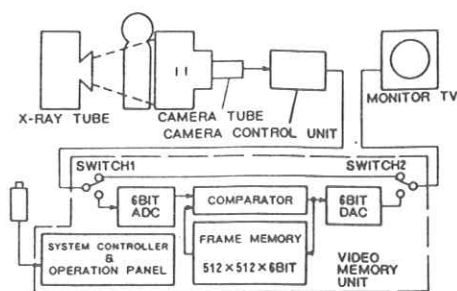 X-RAY TUBE
II
CAMERA TUBE
CAMERA CONTROL UNIT
MONITOR TV
SWITCH1
SWITCH2
6BIT
ADC
COMPARATOR
6BIT
DAC
SYSTEM CONTROLLER
&
OPERATION PANEL
FRAME MEMORY
512×512×6BIT
VIDEO
MEMORY
UNIT